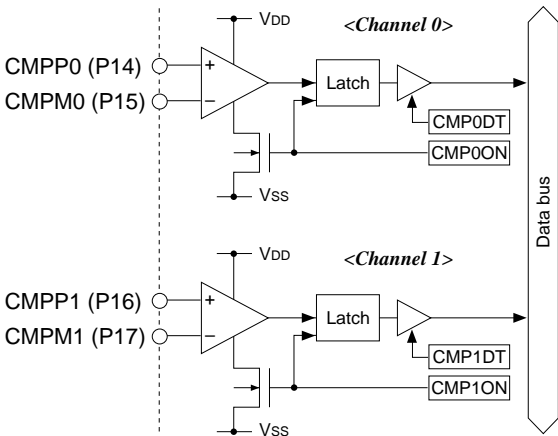 VDD
<Channel 0>
CMPP0 (P14)
+
Latch
CMPM0 (P15)
−
CMP0DT
CMP0ON
VSS
Data bus
VDD
<Channel 1>
CMPP1 (P16)
+
Latch
CMPM1 (P17)
−
CMP1DT
CMP1ON
VSS